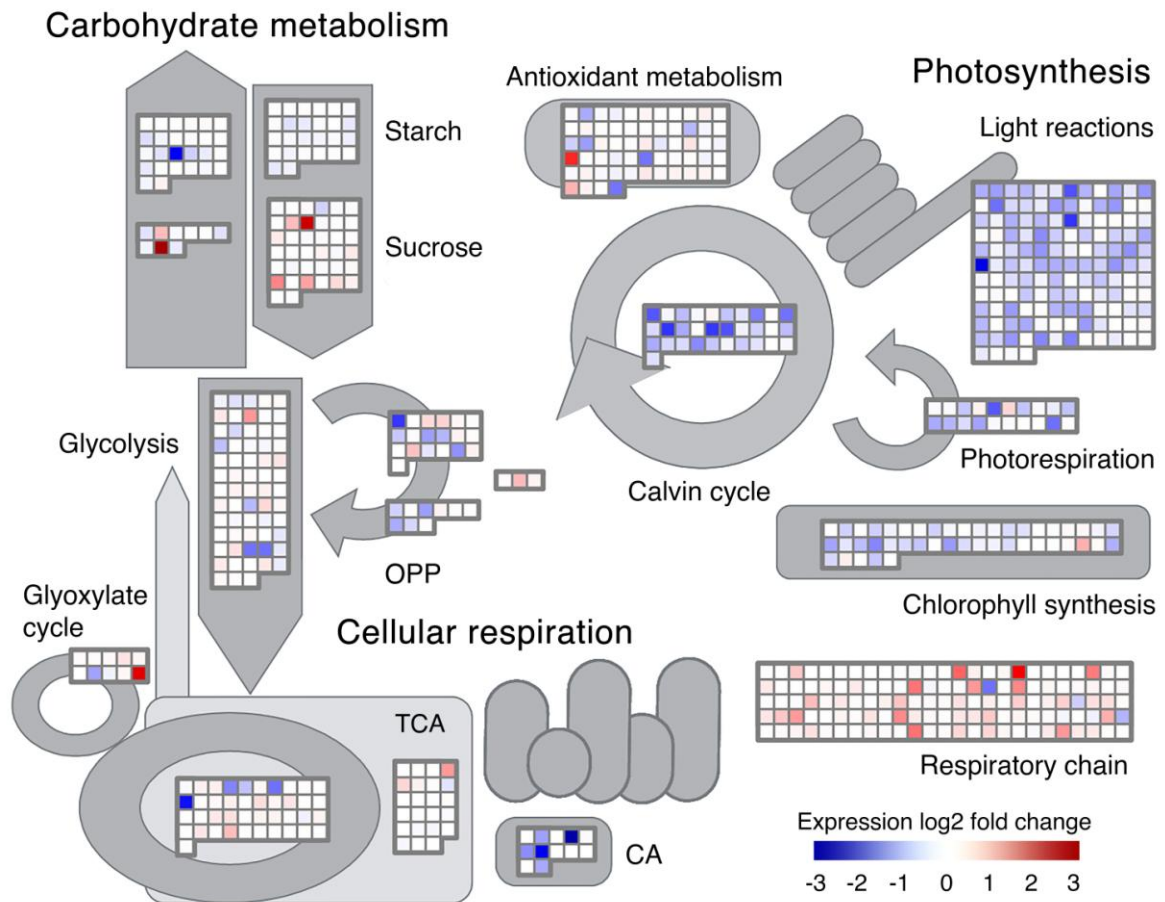 Carbohydrate metabolism
Starch
Sucrose
Antioxidant metabolism
Photosynthesis
Light reactions
Calvin cycle
Photorespiration
Chlorophyll synthesis
Glycolysis
OPP
Glyoxylate
cycle
Cellular respiration
TCA
CA
Respiratory chain
Expression log2 fold change
-3 -2 -1 0 1 2 3